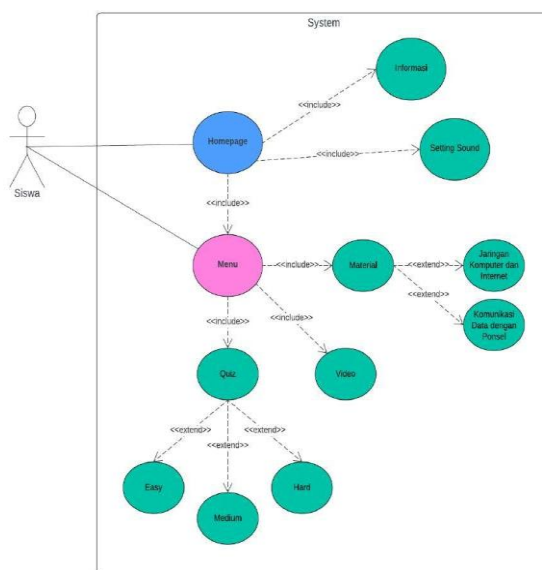 System
Informasi
<<include>>
Homepage
<<include>>
Setting Sound
Siswa
<<include>>
Menu
<<include>>
Material
<<extend>>
Jaringan
Komputer dan
Internet
<<extend>>
Komunikasi
Data dengan
Ponsel
<<include>>
<<include>>
Quiz
Video
<<extend>>
<<extend>>
<<extend>>
Easy
Medium
Hard